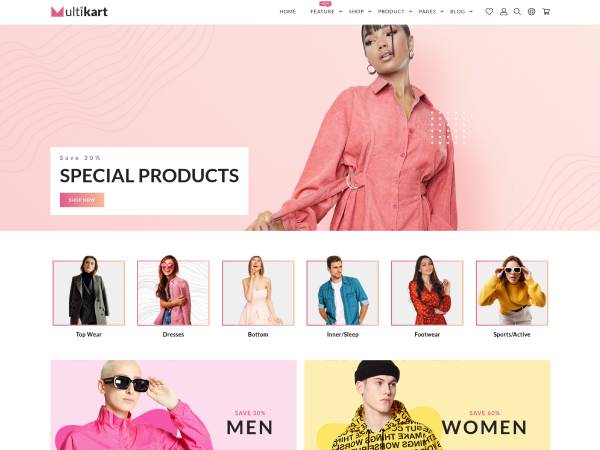 Multikart
HOME
NEW
FEATURE
SHOP
PRODUCT
PAGES
BLOG
Save 30%
SPECIAL PRODUCTS
SHOP NOW
Top Wear
Dresses
Bottom
Inner/Sleep
Footwear
Sports/Active
SAVE 30%
MEN
SAVE 60%
WOMEN